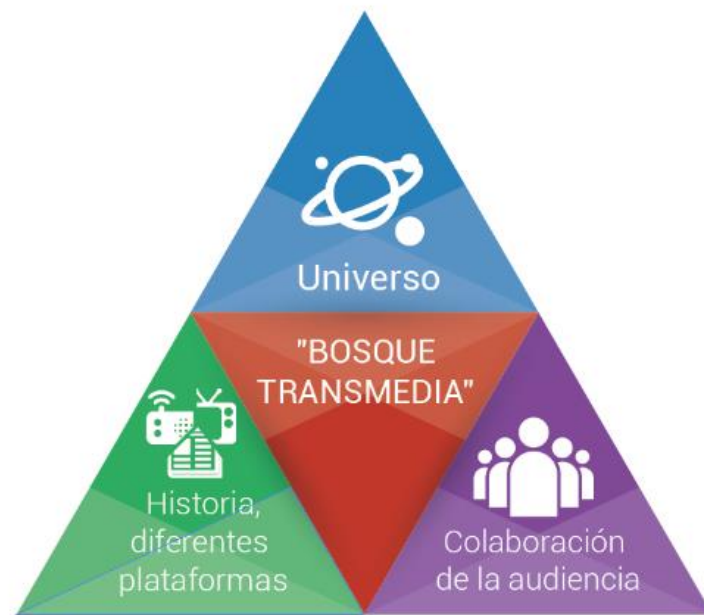 Universo
"BOSQUE
TRANSMEDIA"
Historia,
diferentes
plataformas
Colaboración
de la audiencia